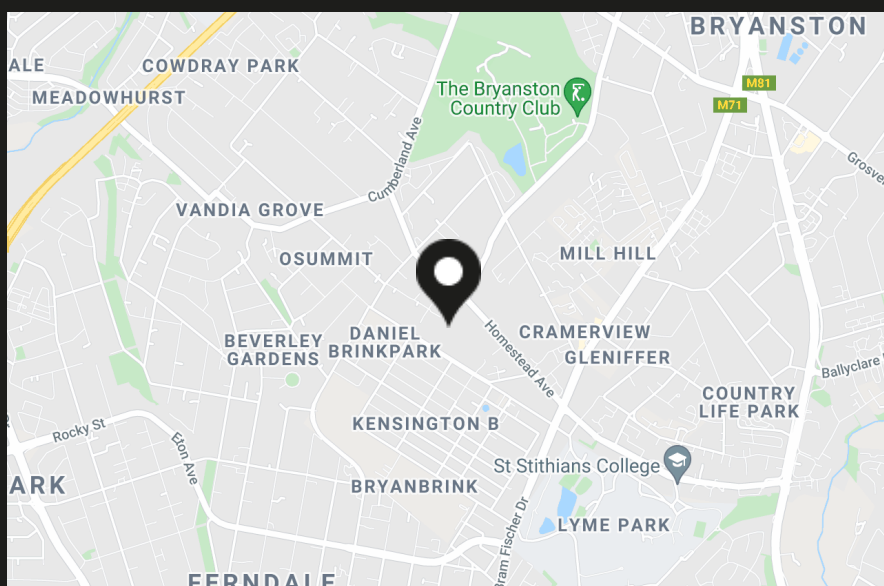 BRYANSTON
ALE
COWDRAY PARK
MEADOWHURST
The Bryanston
Country Club
M81
M71
Cumberland Ave
VANDIA GROVE
OSUMMIT
MILL HILL
BEVERLEY
GARDENS
DANIEL
BRINKPARK
Homestead Ave
CRAMERVIEW
GLENIFFER
COUNTRY
LIFE PARK
KENSINGTON B
Rocky St
Eton Ave
St Stithians College
ARK
BRYANBRINK
LYME PARK
FERNDALE